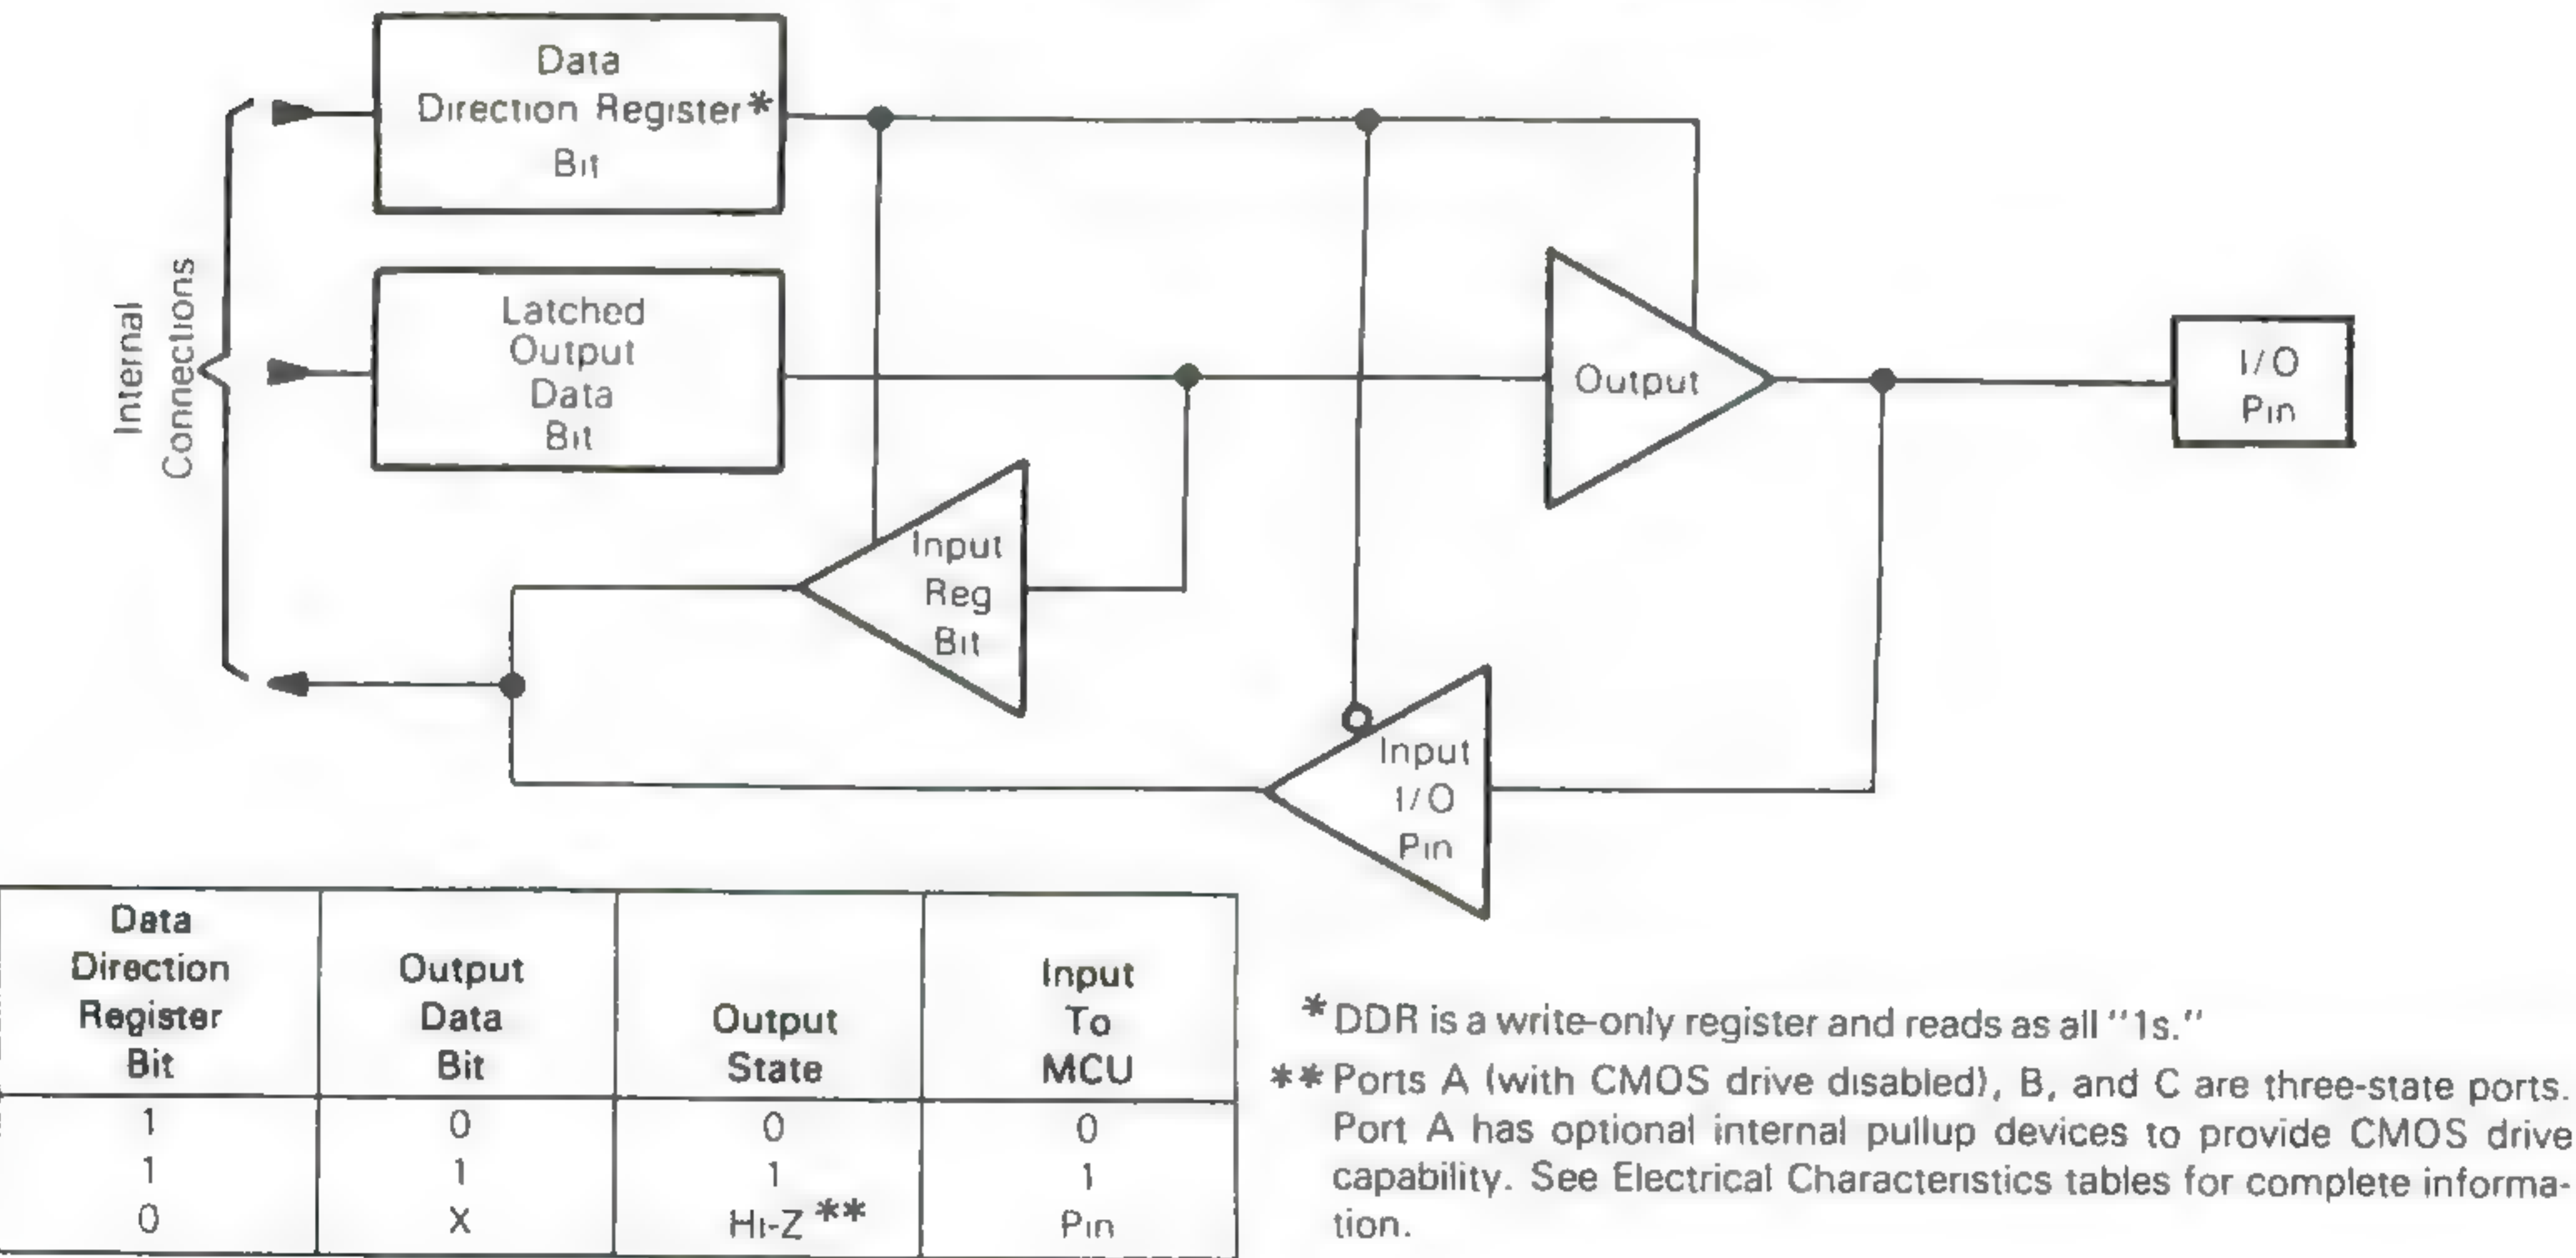 Data
Direction Register*
Bit
Internal
Connections
Latched
Output
Data
Bit
Output
I/O
Pin
Input
Reg
Bit
Input
I/O
Pin
Data
Direction
Register
Bit
Output
Data
Bit
Output
State
Input
To
MCU
1 0 0 0
1 1 1 1
0 X Hi-Z** Pin
* DDR is a write-only register and reads as all "1s."
** Ports A (with CMOS drive disabled), B, and C are three-state ports.
Port A has optional internal pullup devices to provide CMOS drive
capability. See Electrical Characteristics tables for complete informa-
tion.